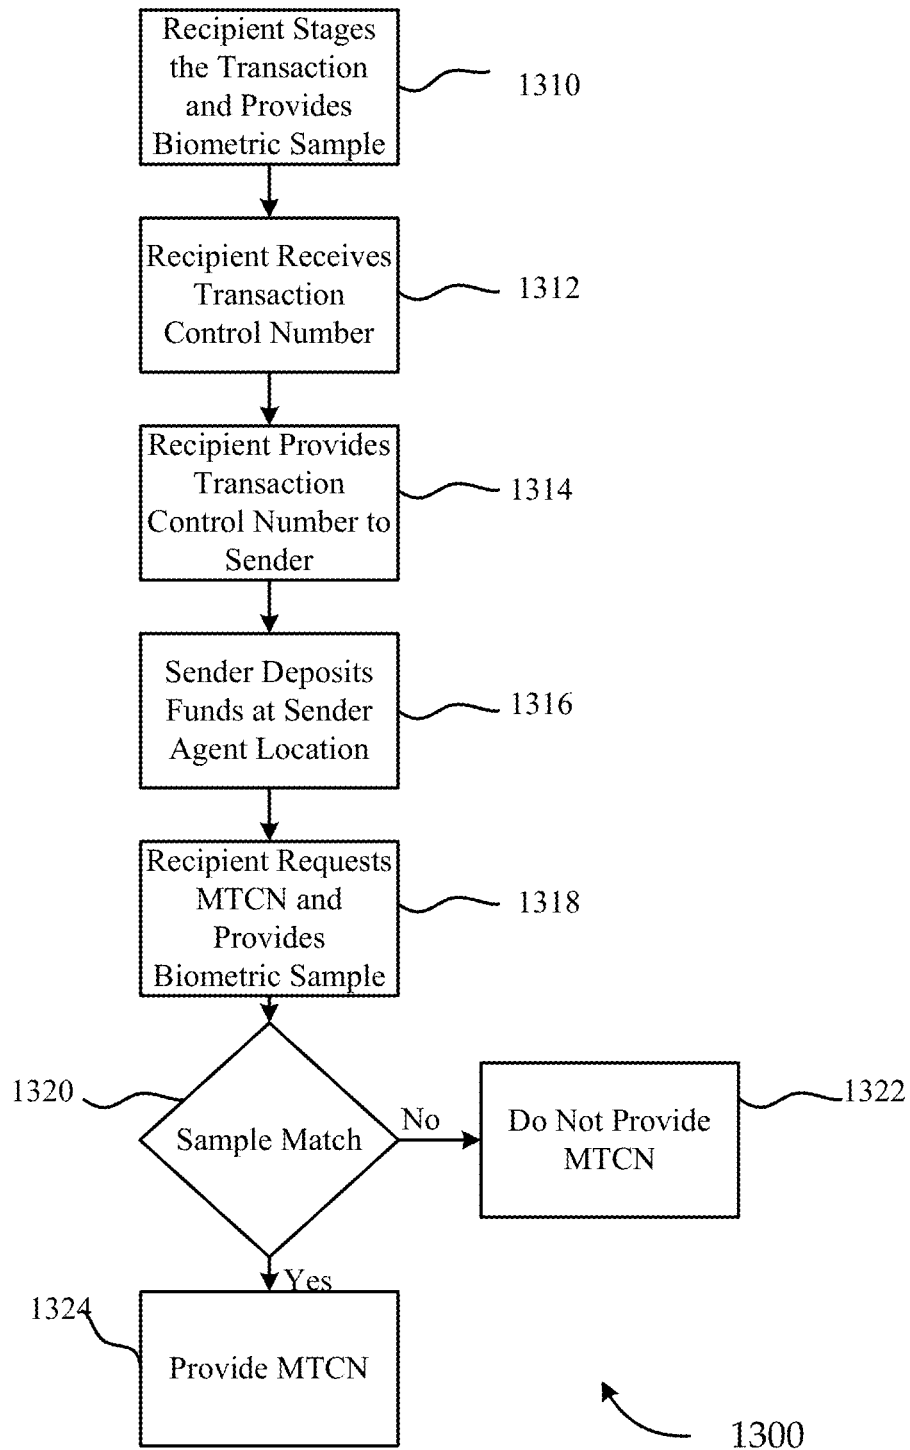 Recipient Stages
the Transaction
and Provides
Biometric Sample
1310
Recipient Receives
Transaction
Control Number
1312
Recipient Provides
Transaction
Control Number to
Sender
1314
Sender Deposits
Funds at Sender
Agent Location
1316
Recipient Requests
MTCN and
Provides
Biometric Sample
1318
1320
Sample Match
No
Do Not Provide
MTCN
1322
Yes
1324
Provide MTCN
1300